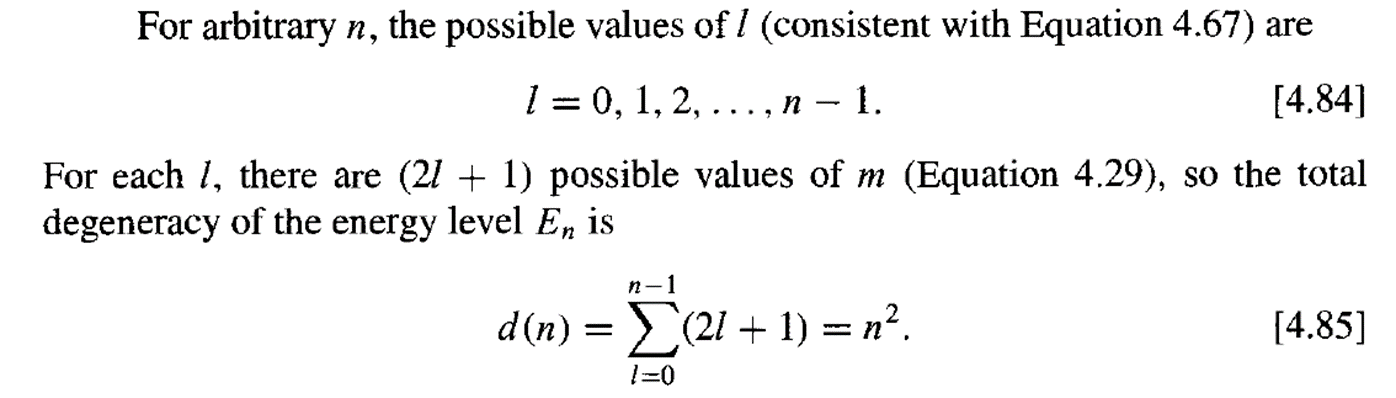 For arbitrary n, the possible values of l (consistent with Equation 4.67) are
l = 0, 1, 2, . . . , n − 1. [4.84]
For each l, there are (2l + 1) possible values of m (Equation 4.29), so the total
degeneracy of the energy level Eₙ is
d(n) = ∑_{l=0}^{n−1} (2l + 1) = n². [4.85]